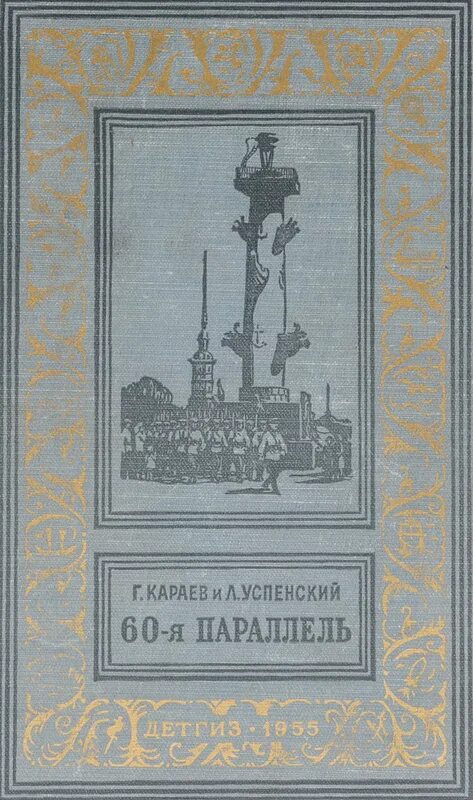 Г. КАРАЕВ и Л. УСПЕНСКИЙ
60-я ПАРАЛЛЕЛЬ
ДЕТГИЗ · 1955